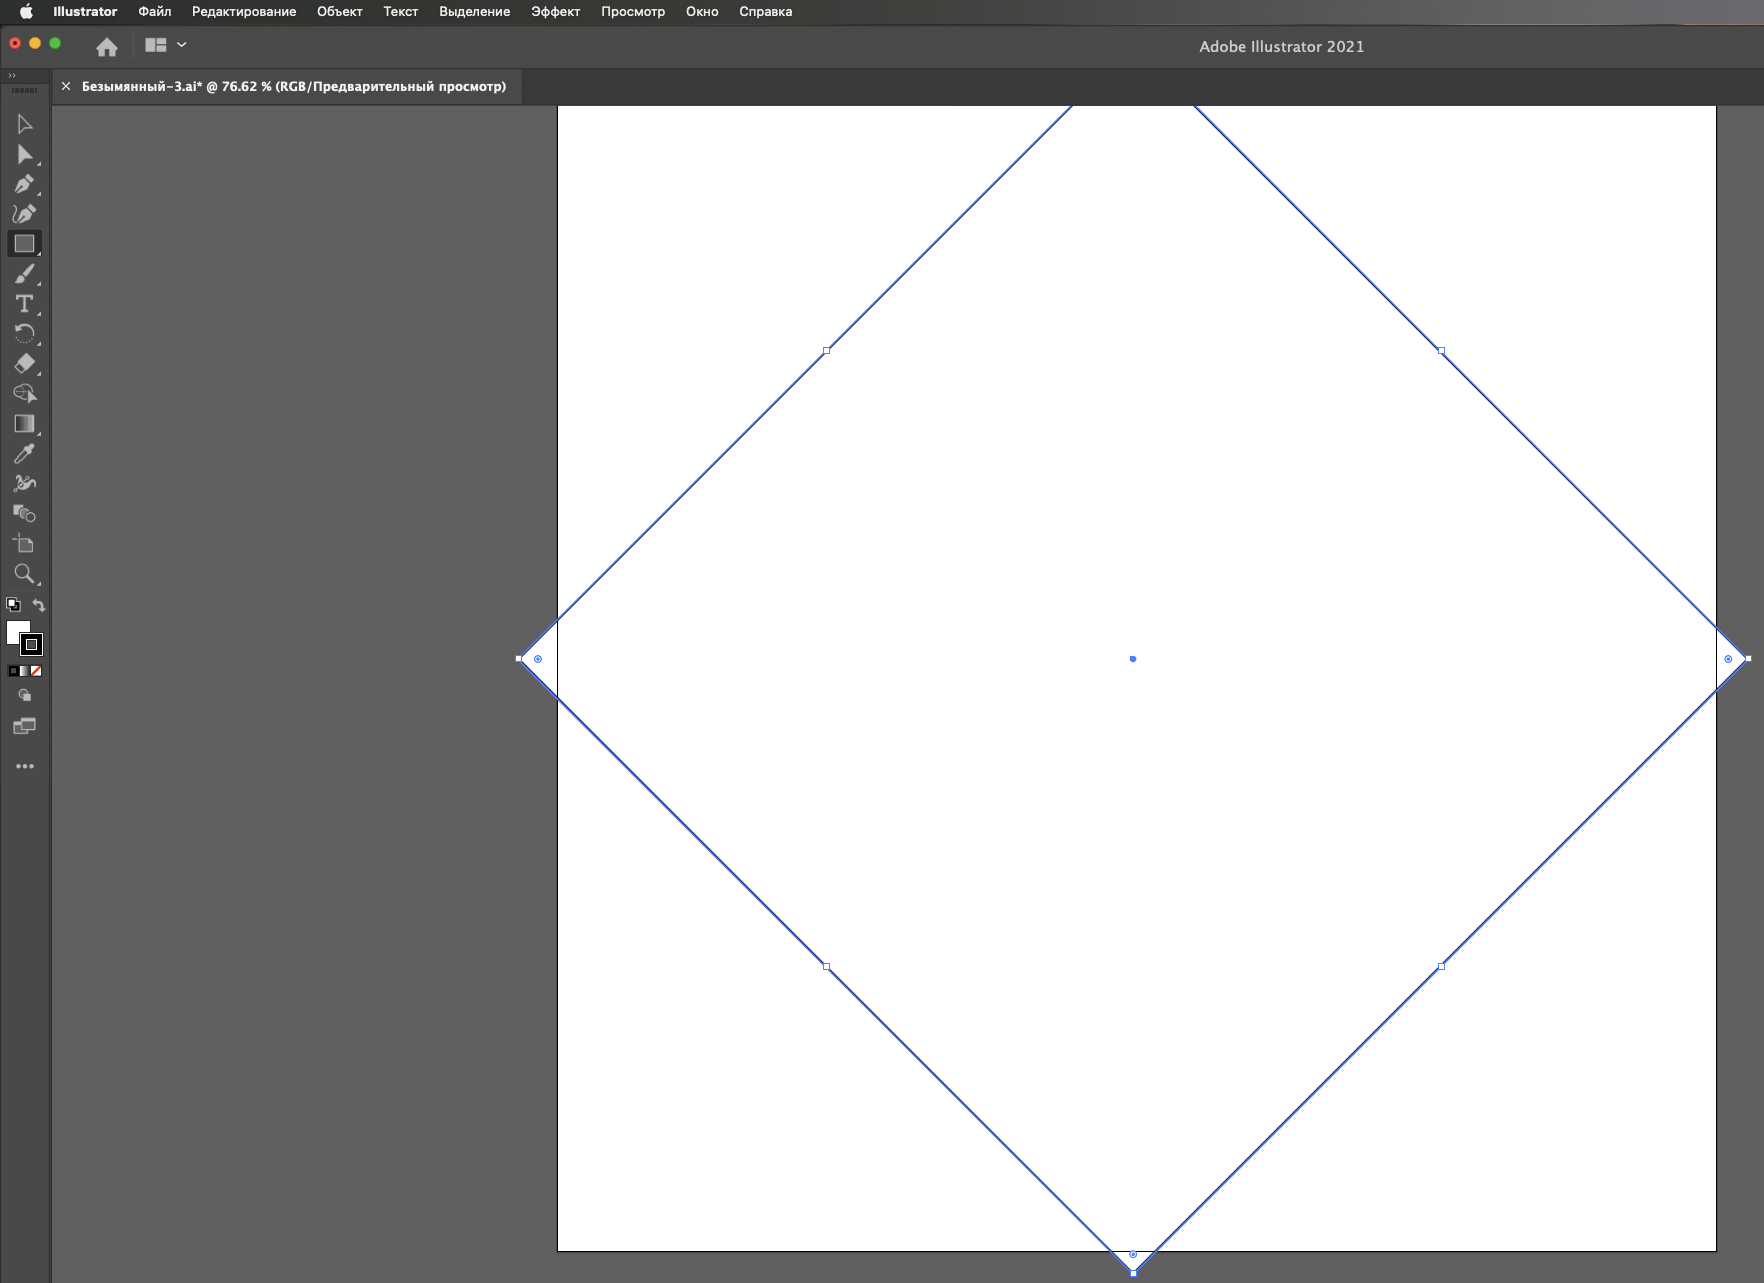 Illustrator Файл Редактирование Объект Текст Выделение Эффект Просмотр Окно Справка
Adobe Illustrator 2021
Безымянный-3.ai* @ 76.62 % (RGB/Предварительный просмотр)